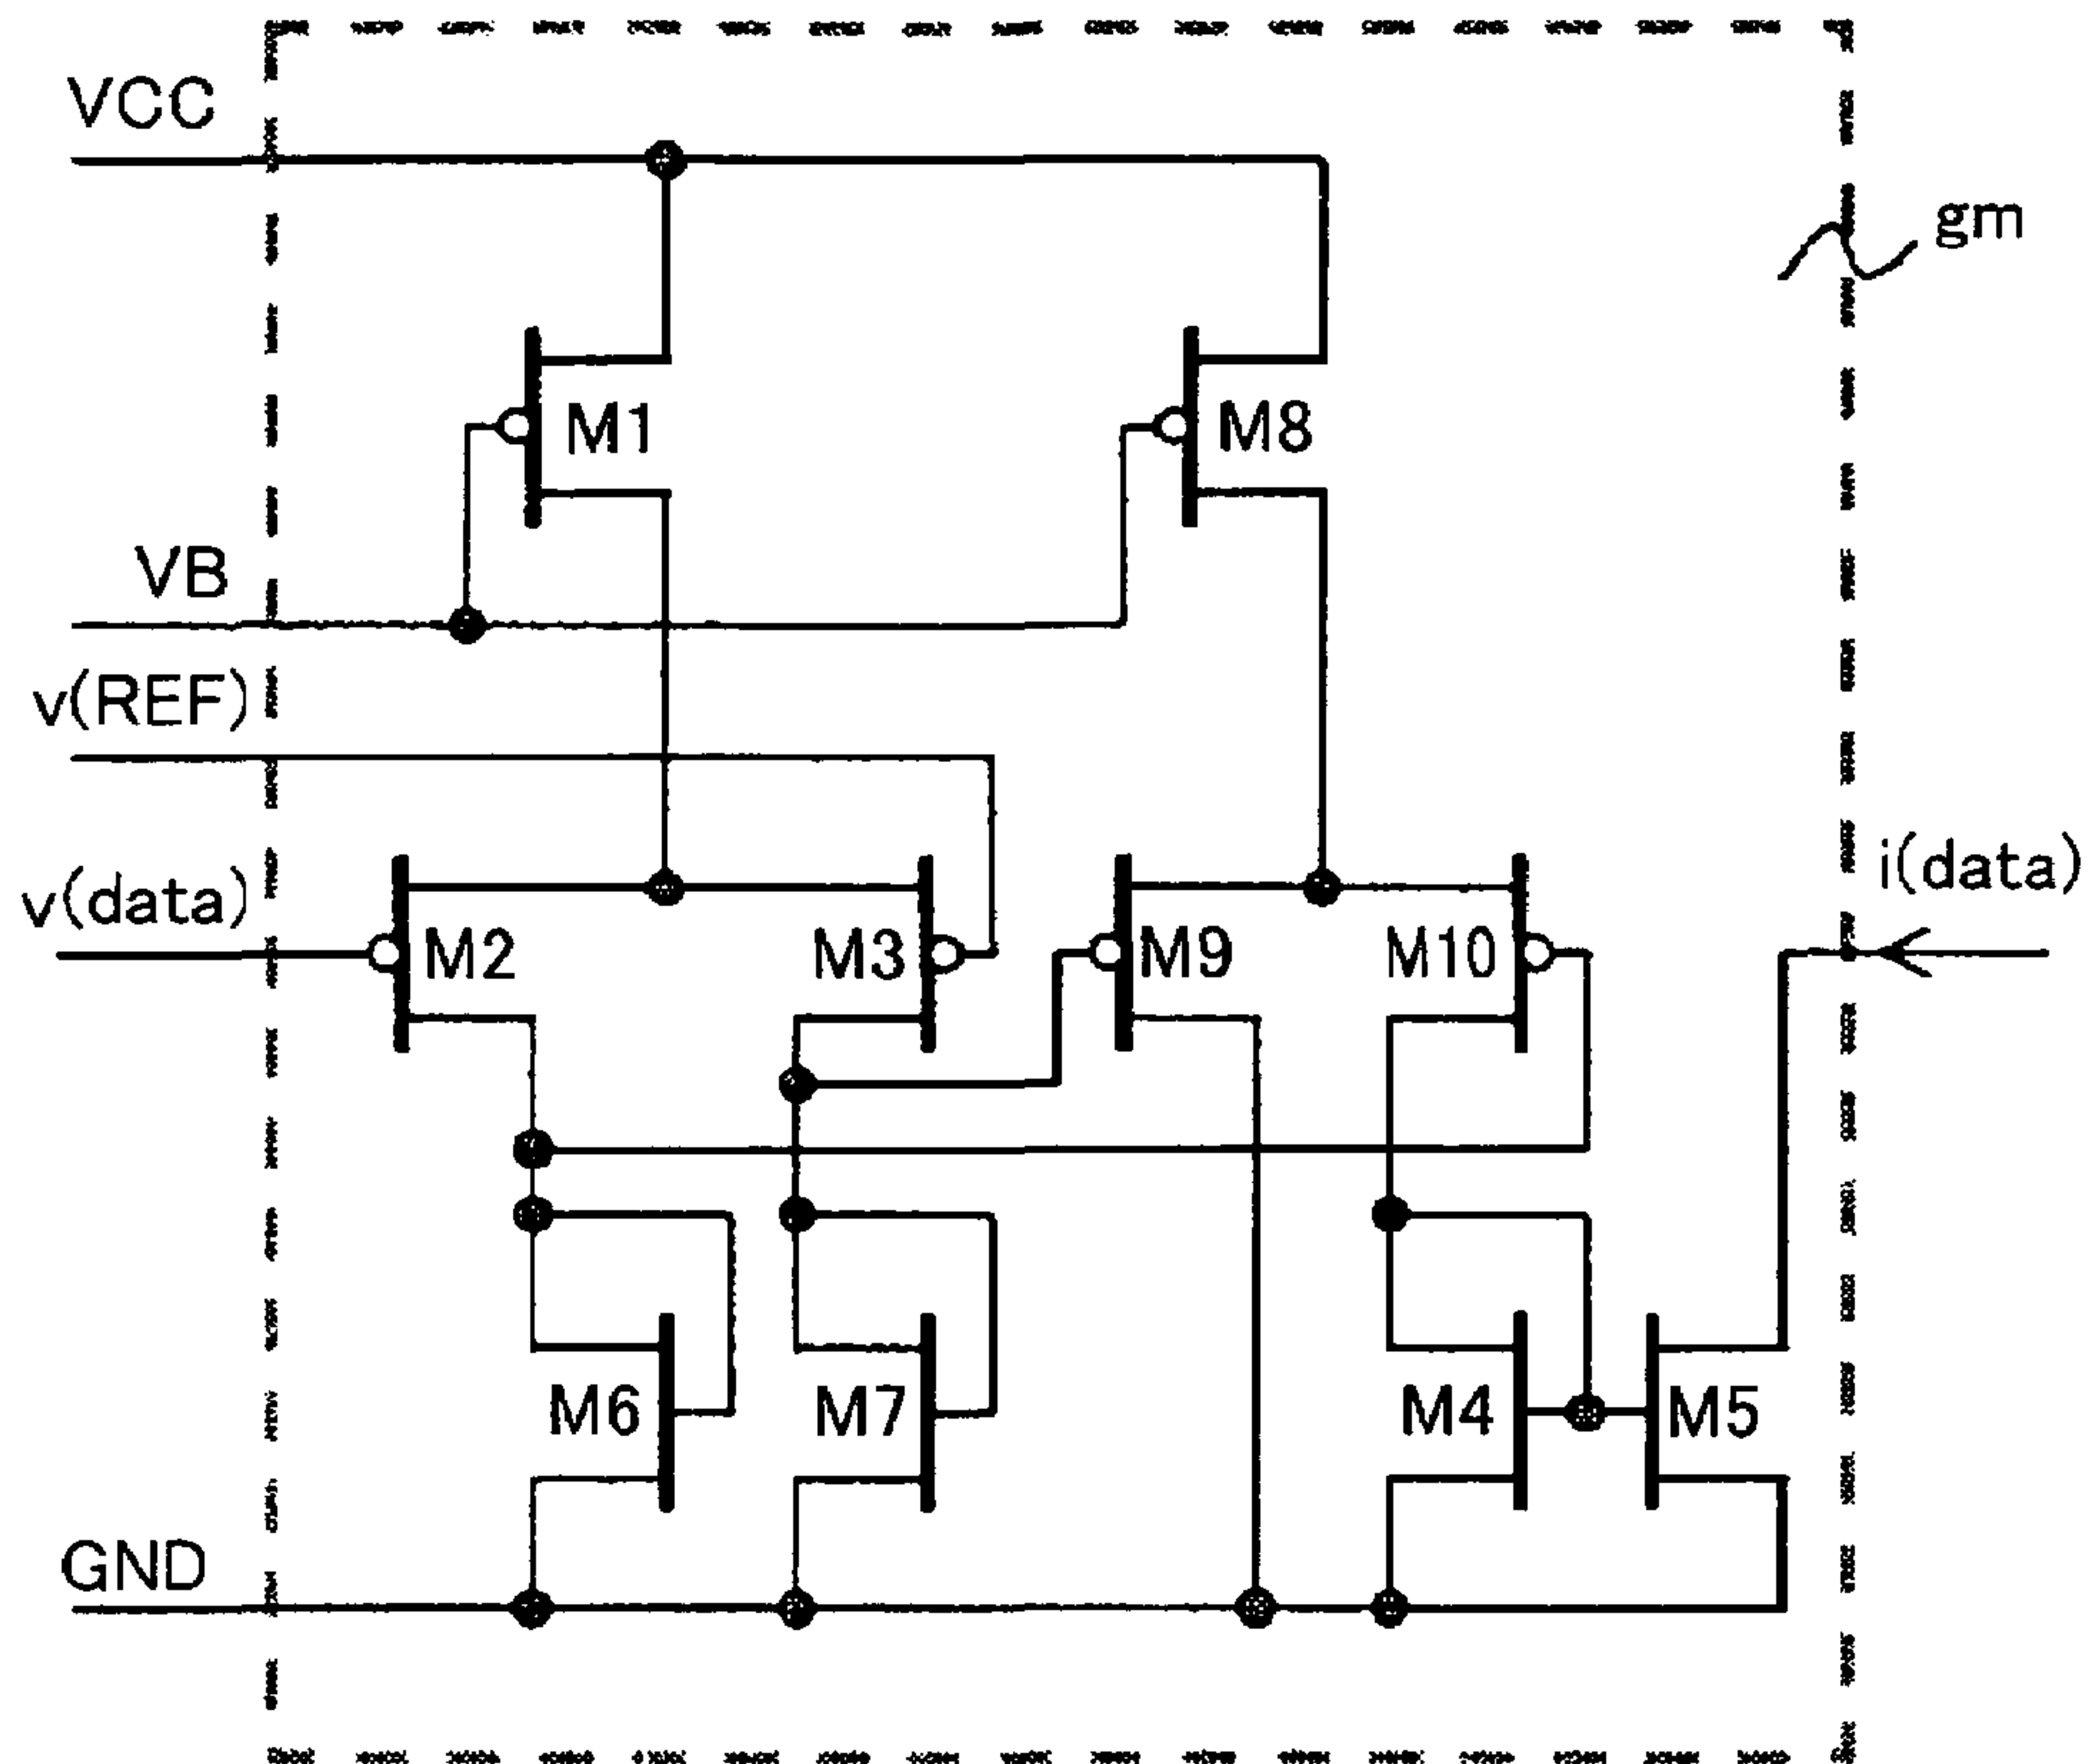 VCC
gm
M1
M8
VB
v(REF)
v(data)
M2
M3
M9
M10
i(data)
M6
M7
M4
M5
GND